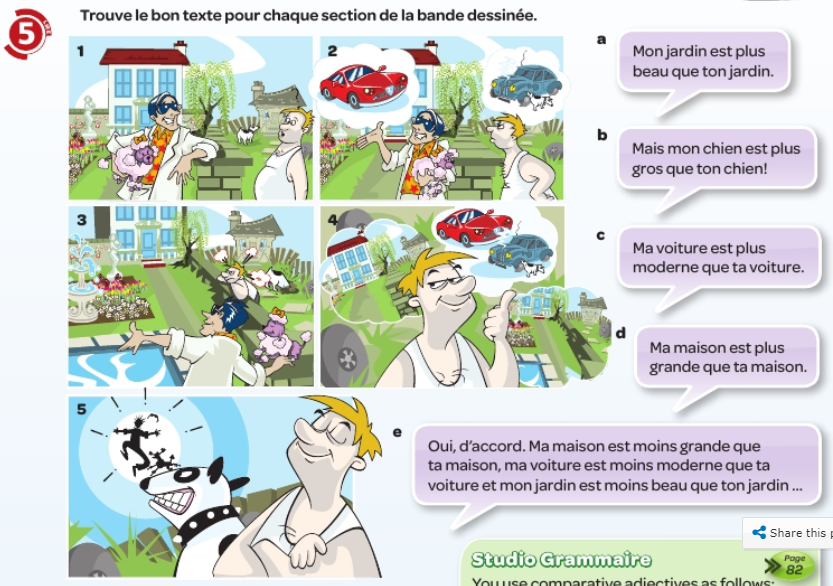 5 LIRE
Trouve le bon texte pour chaque section de la bande dessinée.
1
2
3
4
5
a
Mon jardin est plus
beau que ton jardin.
b
Mais mon chien est plus
gros que ton chien!
c
Ma voiture est plus
moderne que ta voiture.
d
Ma maison est plus
grande que ta maison.
e
Oui, d'accord. Ma maison est moins grande que
ta maison, ma voiture est moins moderne que ta
voiture et mon jardin est moins beau que ton jardin ...
Share this
Studio Grammaire
Page
82
You use comparative adjectives as follows: